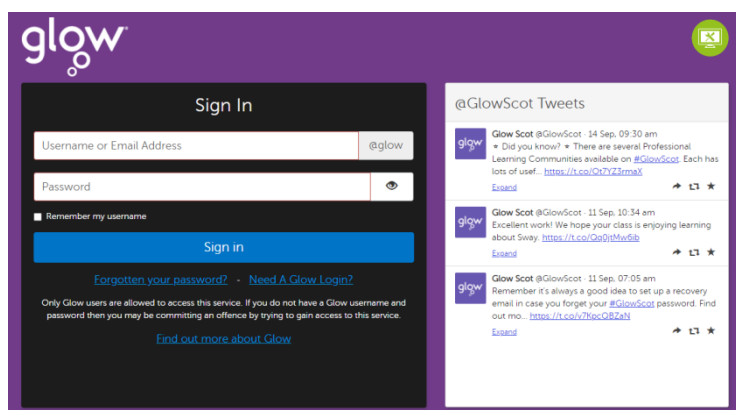 glow
Sign In
Username or Email Address
@glow
Password
Remember my username
Sign in
Forgotten your password? - Need A Glow Login?
Only Glow users are allowed to access this service. If you do not have a Glow username and
password then you may be committing an offence by trying to gain access to this service.
Find out more about Glow
@GlowScot Tweets
glow
Glow Scot @GlowScot · 14 Sep, 09:30 am
★ Did you know? ★ There are several Professional
Learning Communities available on #GlowScot. Each has
lots of usef... https://t.co/Ot7YZ3rmaX
Expand
glow
Glow Scot @GlowScot · 11 Sep, 10:34 am
Excellent work! We hope your class is enjoying learning
about Sway. https://t.co/Qq0jtMw6ib
Expand
glow
Glow Scot @GlowScot · 11 Sep, 07:05 am
Remember it's always a good idea to set up a recovery
email in case you forget your #GlowScot password. Find
out mo... https://t.co/v7KpcQBZaN
Expand